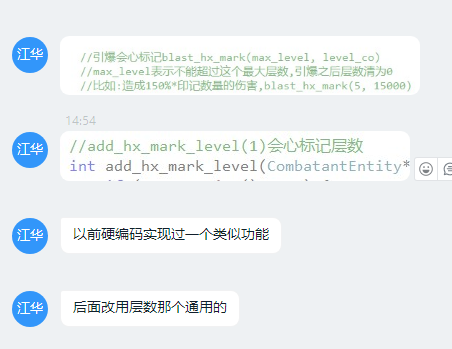 江华
//引爆会心标记blast_hx_mark(max_level, level_co)
//max_level表示不能超过这个最大层数,引爆之后层数清为0
//比如:造成150%*印记数量的伤害,blast_hx_mark(5, 15000)
14:54
江华
//add_hx_mark_level(1)会心标记层数
int add_hx_mark_level(CombatantEntity*
江华
以前硬编码实现过一个类似功能
江华
后面改用层数那个通用的